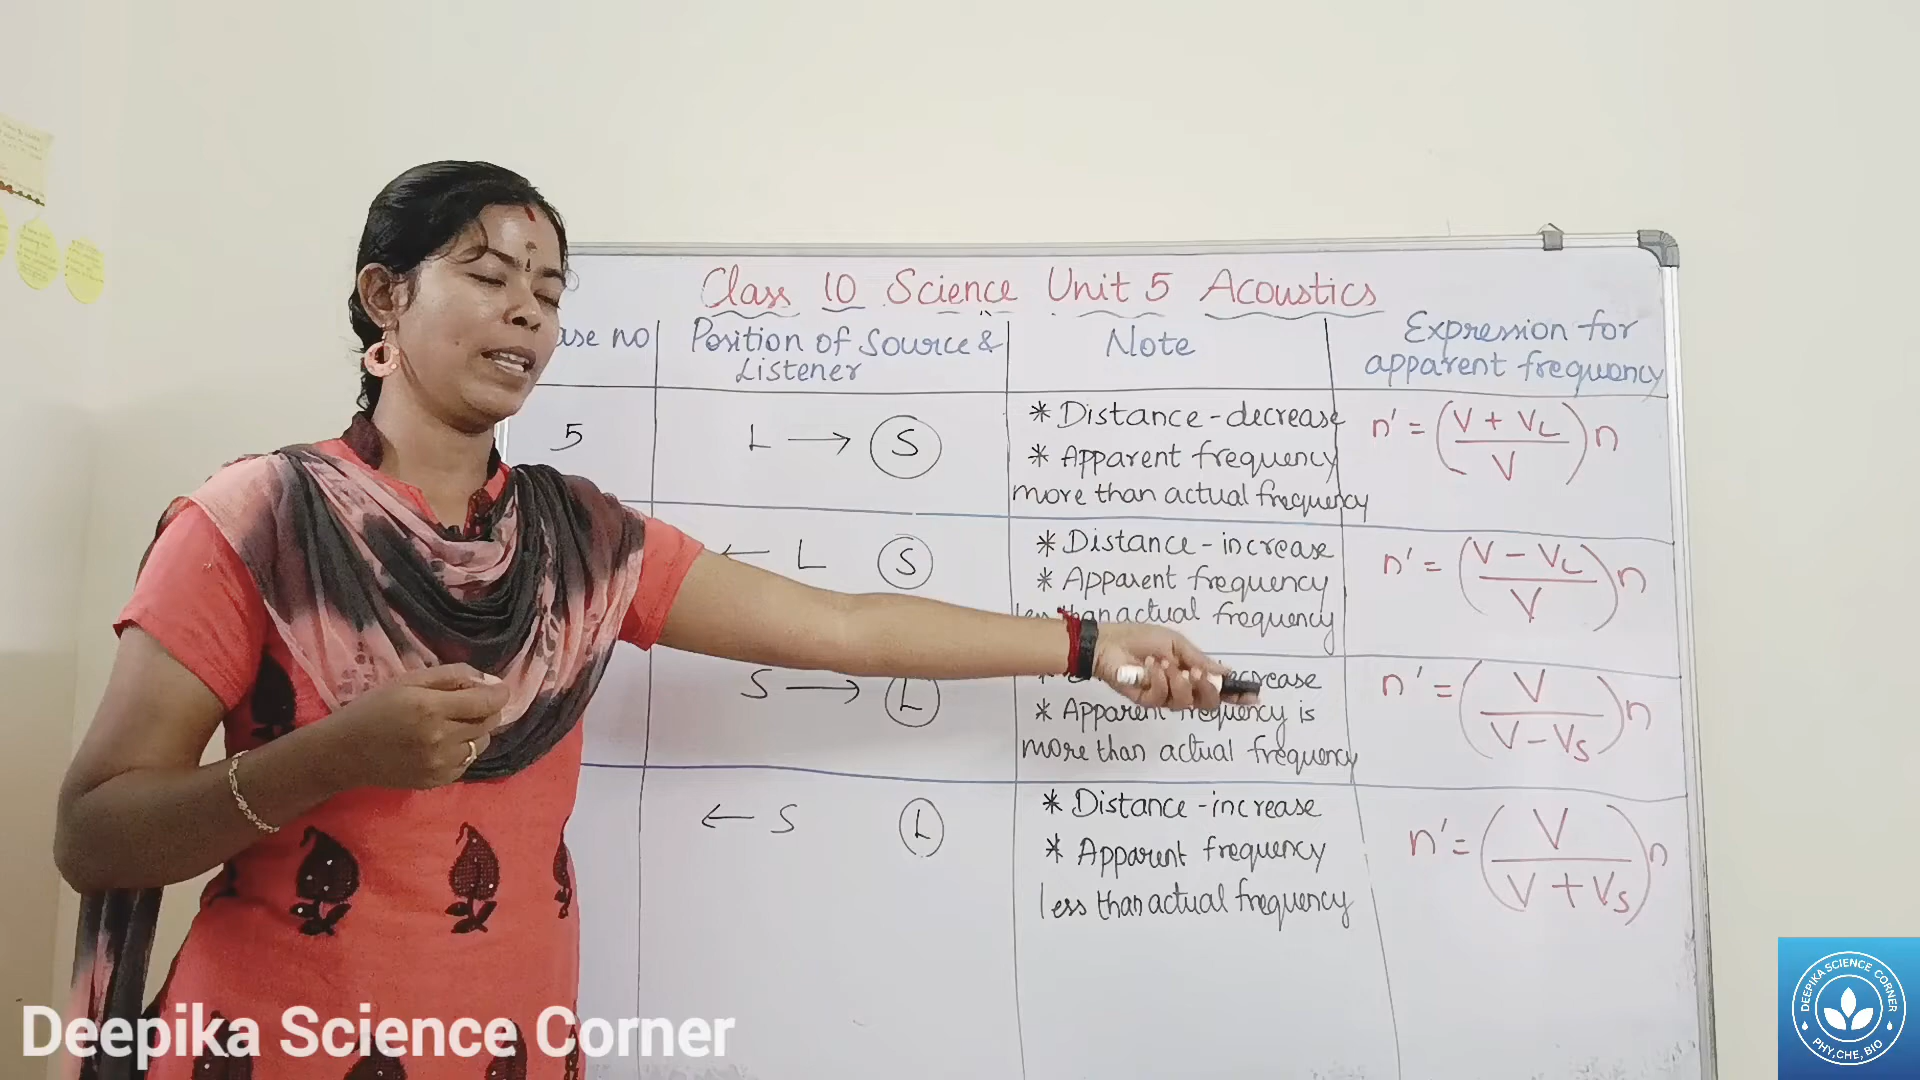 Class 10 Science Unit 5 Acoustics
no
Position of Source &
Listener
Note
Expression for
apparent frequency
5
L → S
* Distance - decrease
* Apparent frequency
more than actual frequency
n' = (V + VL / V) n
← L S
* Distance - increase
* Apparent frequency
less than actual frequency
n' = (V - VL / V) n
S → L
* Apparent frequency is
more than actual frequency
n' = (V / V - VS) n
← S L
* Distance - increase
* Apparent frequency
less than actual frequency
n' = (V / V + VS) n
Deepika Science Corner
DEEPIKA SCIENCE CORNER
PHY, CHE, BIO